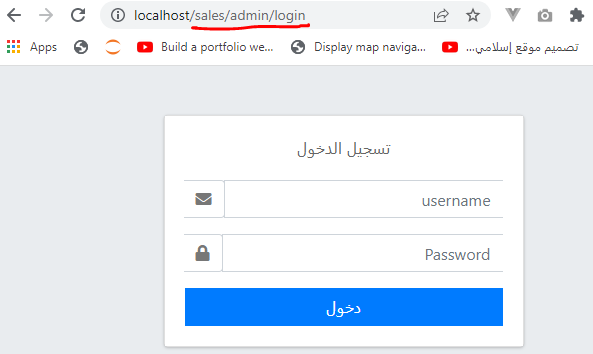 localhost/sales/admin/login
Apps Build a portfolio we... Display map naviga... تصميم موقع إسلامي...
تسجيل الدخول
username
Password
دخول